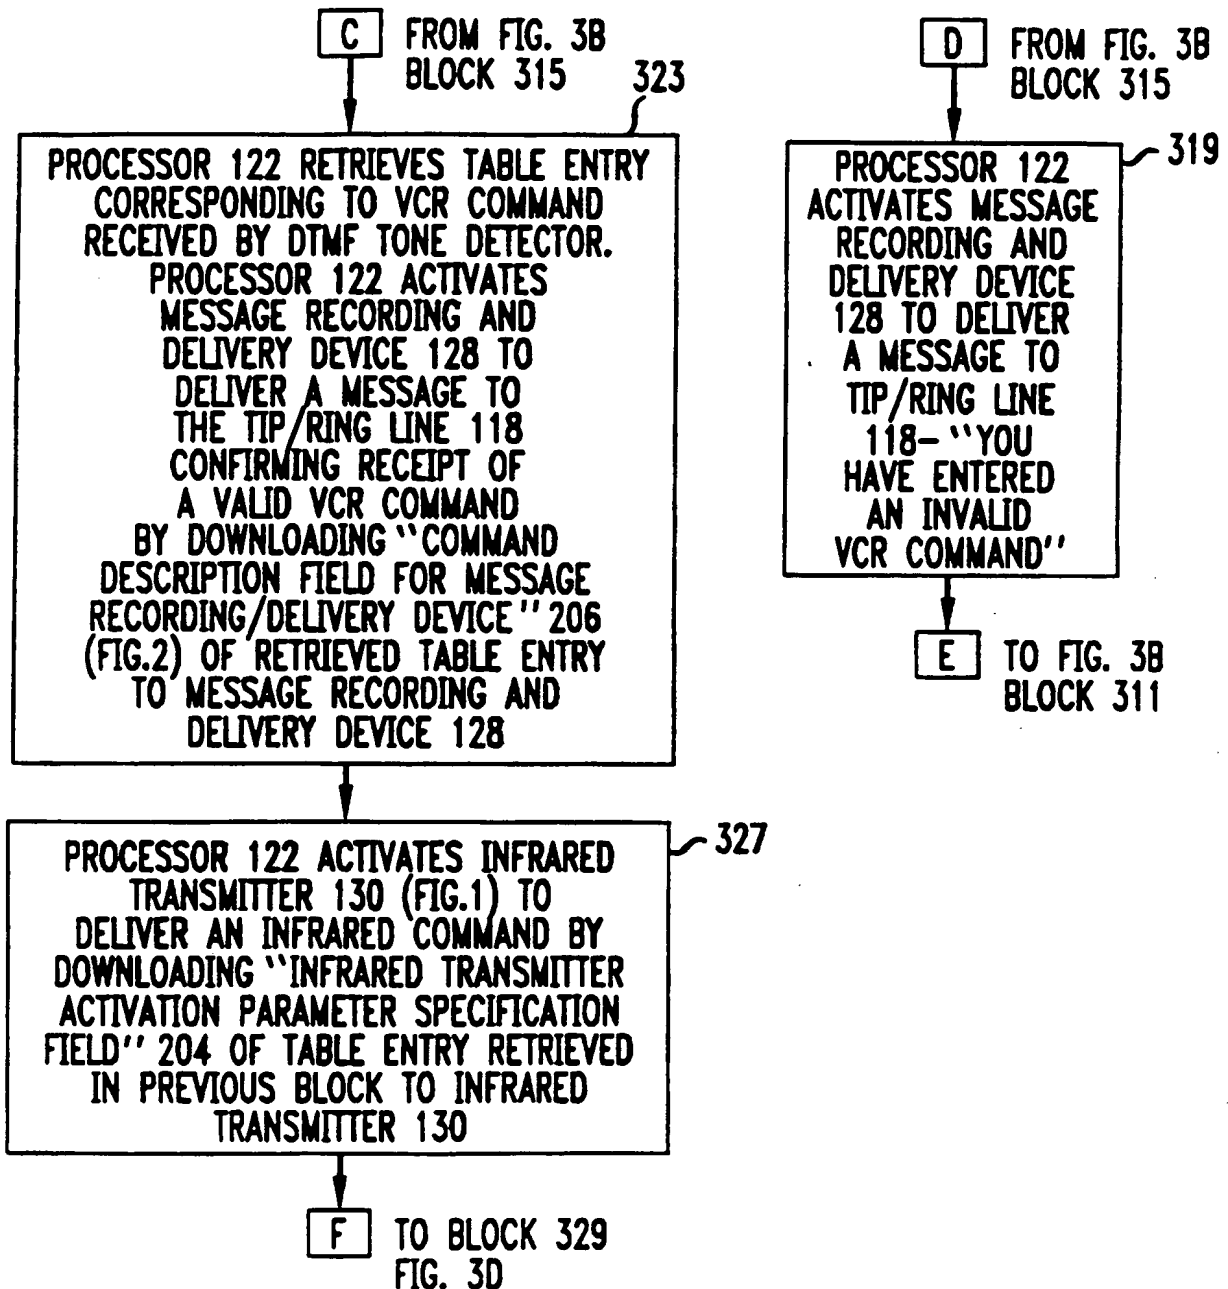 C FROM FIG. 3B
BLOCK 315
323
PROCESSOR 122 RETRIEVES TABLE ENTRY
CORRESPONDING TO VCR COMMAND
RECEIVED BY DTMF TONE DETECTOR.
PROCESSOR 122 ACTIVATES
MESSAGE RECORDING AND
DELIVERY DEVICE 128 TO
DELIVER A MESSAGE TO
THE TIP/RING LINE 118
CONFIRMING RECEIPT OF
A VALID VCR COMMAND
BY DOWNLOADING ‘‘COMMAND
DESCRIPTION FIELD FOR MESSAGE
RECORDING/DELIVERY DEVICE’’ 206
(FIG.2) OF RETRIEVED TABLE ENTRY
TO MESSAGE RECORDING AND
DELIVERY DEVICE 128
327
PROCESSOR 122 ACTIVATES INFRARED
TRANSMITTER 130 (FIG.1) TO
DELIVER AN INFRARED COMMAND BY
DOWNLOADING ‘‘INFRARED TRANSMITTER
ACTIVATION PARAMETER SPECIFICATION
FIELD’’ 204 OF TABLE ENTRY RETRIEVED
IN PREVIOUS BLOCK TO INFRARED
TRANSMITTER 130
F TO BLOCK 329
FIG. 3D
D FROM FIG. 3B
BLOCK 315
319
PROCESSOR 122
ACTIVATES MESSAGE
RECORDING AND
DELIVERY DEVICE
128 TO DELIVER
A MESSAGE TO
TIP/RING LINE
118– ‘‘YOU
HAVE ENTERED
AN INVALID
VCR COMMAND’’
E TO FIG. 3B
BLOCK 311